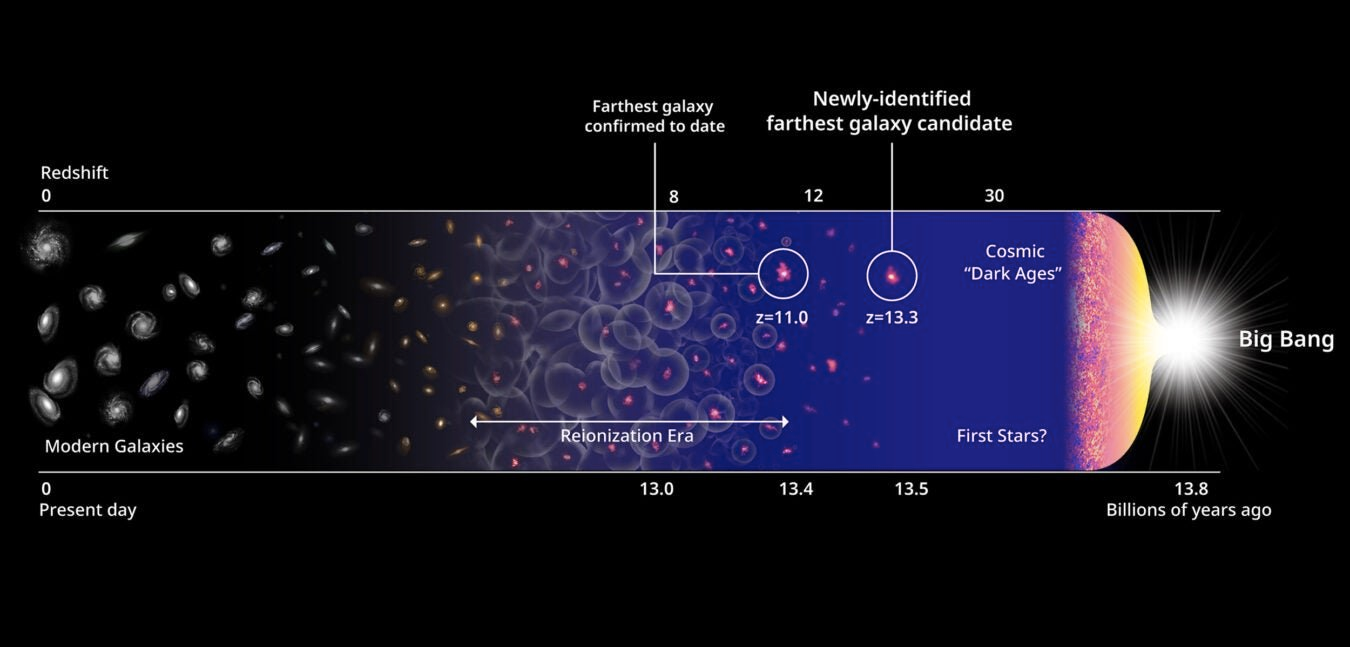 Farthest galaxy
confirmed to date
Newly-identified
farthest galaxy candidate
Redshift
0
8
12
30
Cosmic
“Dark Ages”
z=11.0
z=13.3
Big Bang
Reionization Era
First Stars?
Modern Galaxies
0
13.0
13.4
13.5
13.8
Present day
Billions of years ago